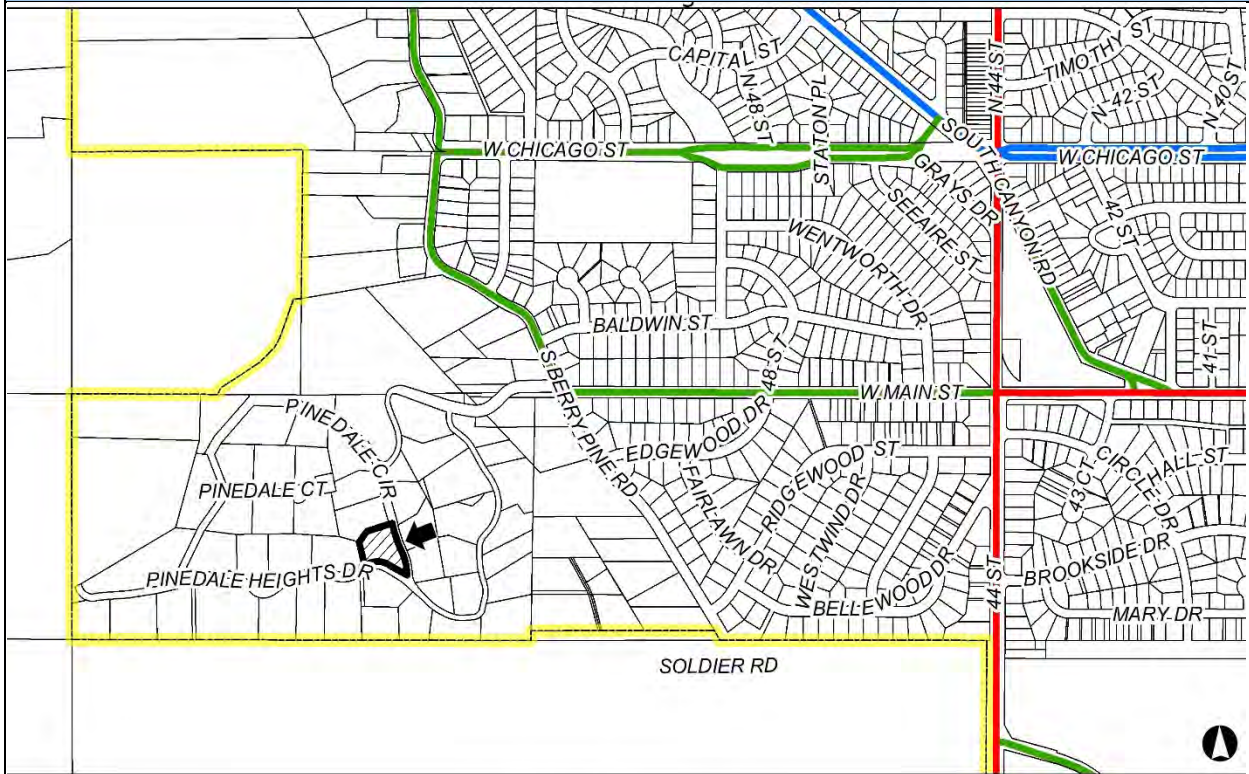 CAPITAL ST
N 48 ST
STATON PL
N 44 ST
TIMOTHY ST
N 42 ST
N 40 ST
W CHICAGO ST
SOUTH CANYON RD
W CHICAGO ST
GRAYS DR
SEEAIRE ST
42 ST
WENTWORTH DR
BALDWIN ST
48 ST
41 ST
S BERRY PINE RD
W MAIN ST
PINEDALE CIR
EDGEWOOD DR
RIDGEWOOD ST
CIRCLE DR
HALL ST
43 CT
PINEDALE CT
FAIRLAWN DR
WESTWIND DR
BROOKSIDE DR
PINEDALE HEIGHTS DR
BELLEWOOD DR
44 ST
MARY DR
SOLDIER RD